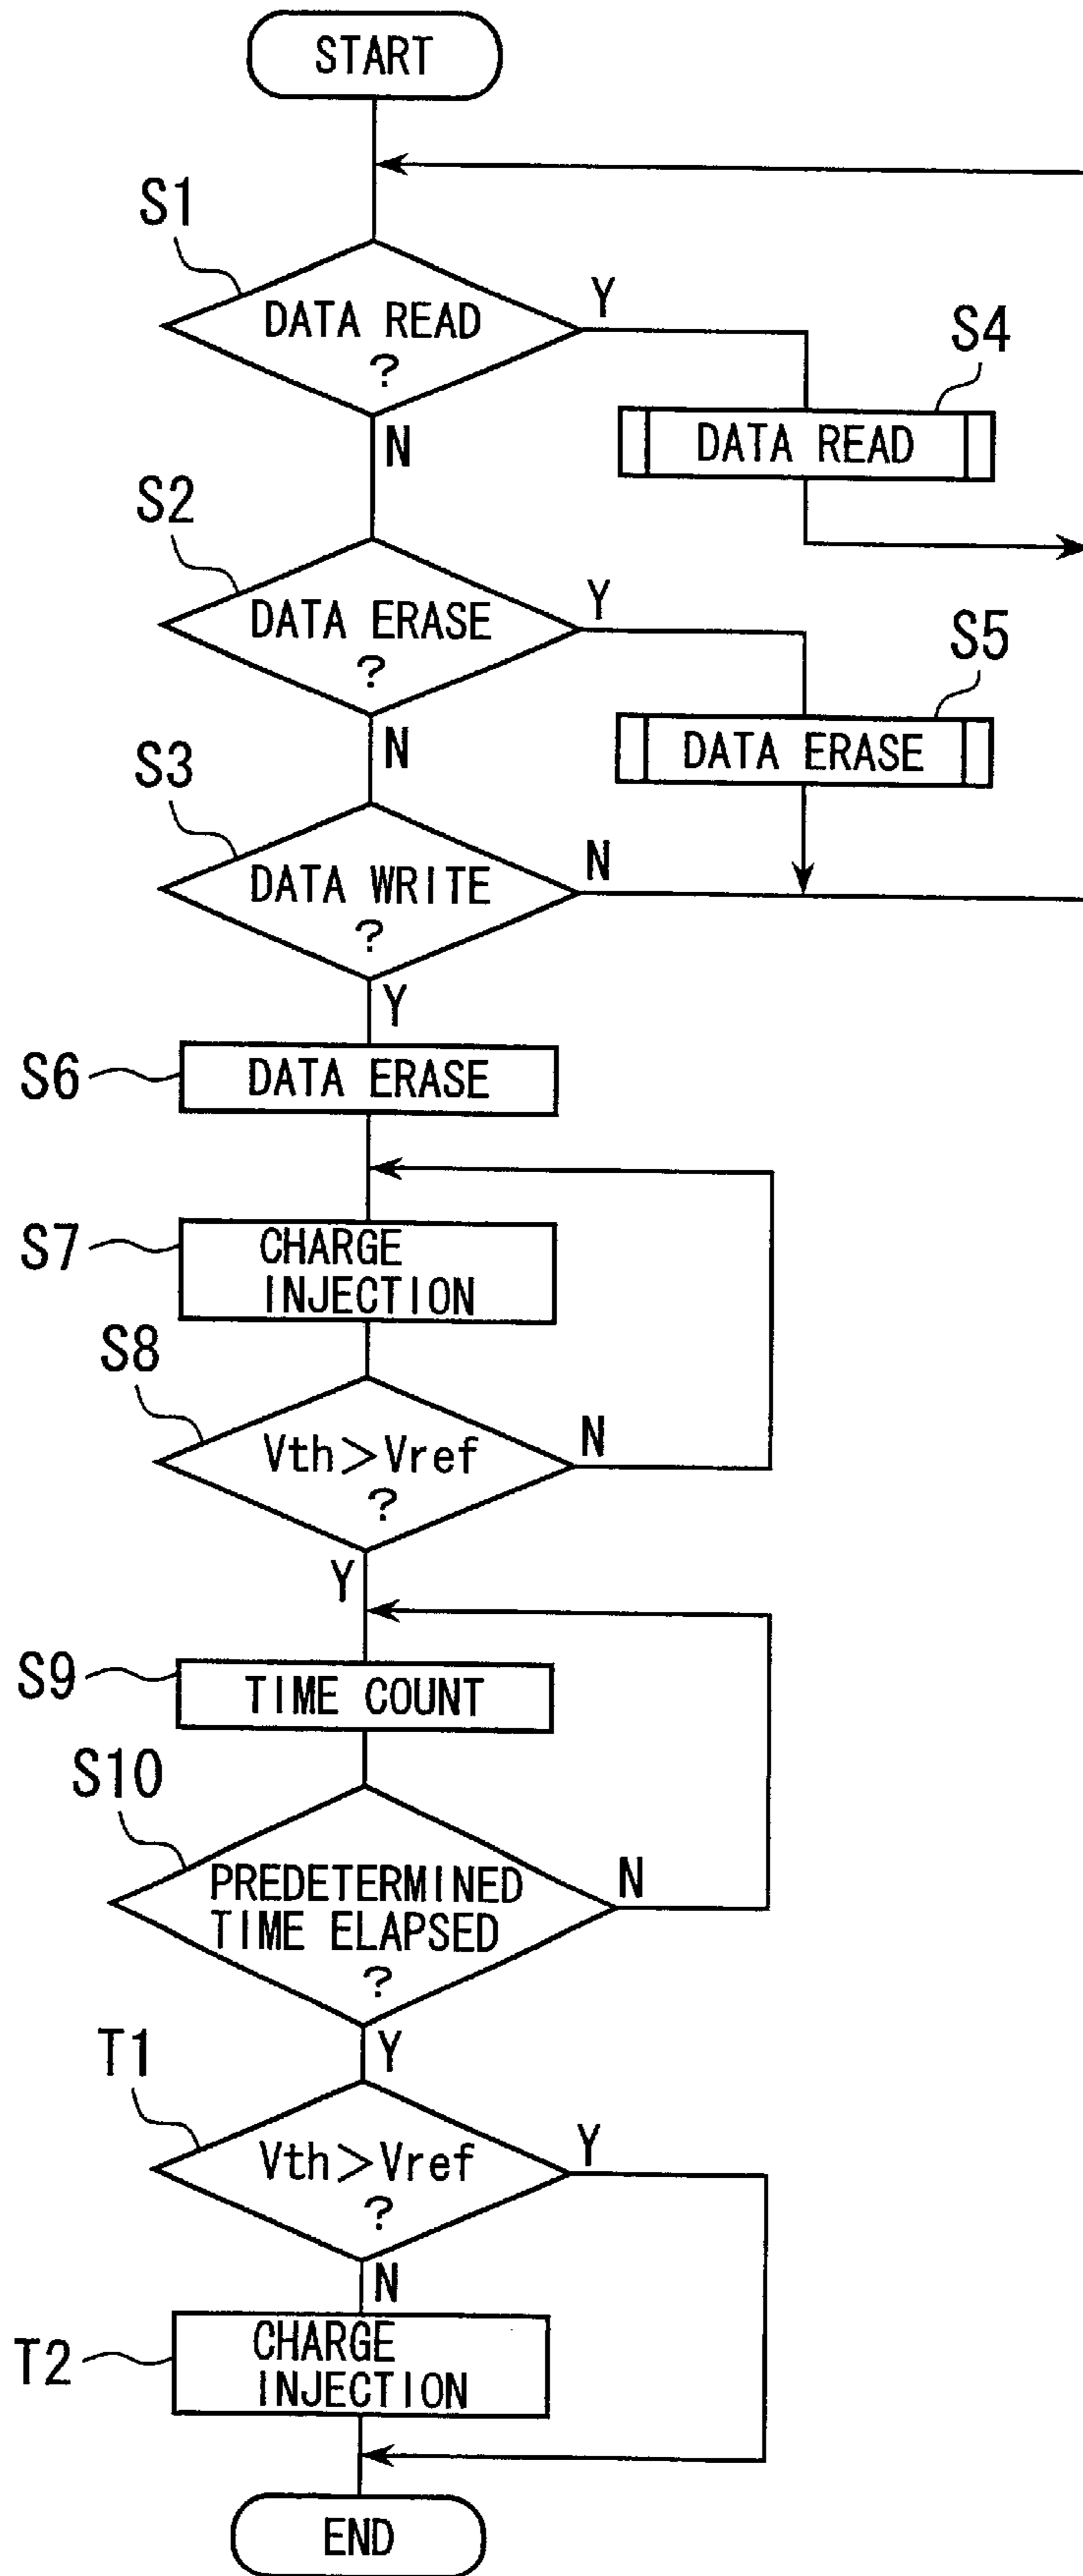 START
S1
DATA READ
?
Y
N
S4
DATA READ
S2
DATA ERASE
?
Y
N
S5
DATA ERASE
S3
DATA WRITE
?
N
Y
S6
DATA ERASE
S7
CHARGE
INJECTION
S8
Vth>Vref
?
N
Y
S9
TIME COUNT
S10
PREDETERMINED
TIME ELAPSED
?
N
Y
T1
Vth>Vref
?
Y
N
T2
CHARGE
INJECTION
END